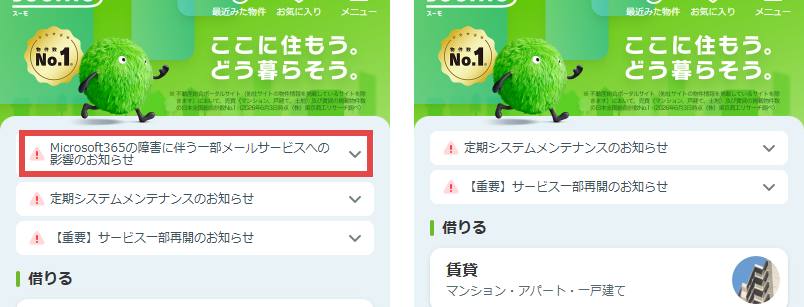 スーモ
最近みた物件
お気に入り
メニュー
物件数
No.1
ここに住もう。
どう暮らそう。
Microsoft365の障害に伴う一部メールサービスへの
影響のお知らせ
定期システムメンテナンスのお知らせ
【重要】サービス一部再開のお知らせ
借りる
スーモ
最近みた物件
お気に入り
メニュー
物件数
No.1
ここに住もう。
どう暮らそう。
定期システムメンテナンスのお知らせ
【重要】サービス一部再開のお知らせ
借りる
賃貸
マンション・アパート・一戸建て